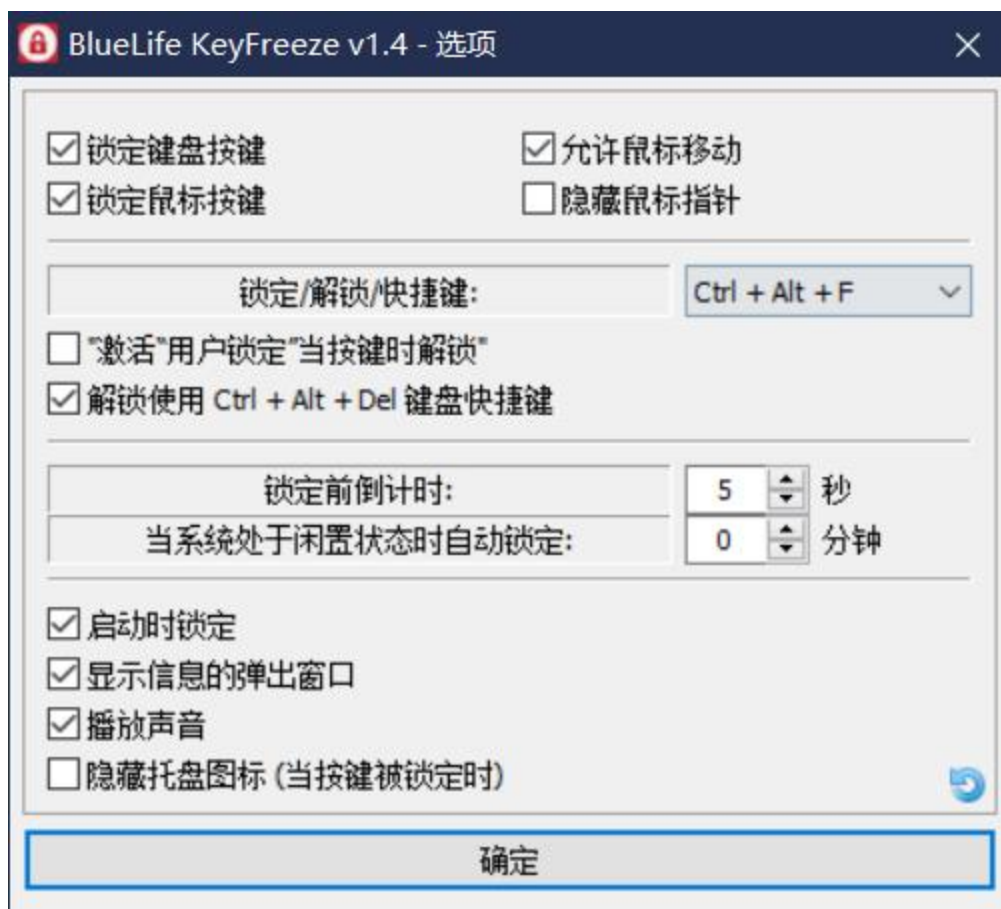 BlueLife KeyFreeze v1.4 - 选项
锁定键盘按键 允许鼠标移动
锁定鼠标按键 隐藏鼠标指针
锁定/解锁/快捷键: Ctrl + Alt + F
"激活"用户锁定"当按键时解锁"
解锁使用 Ctrl + Alt + Del 键盘快捷键
锁定前倒计时: 5 秒
当系统处于闲置状态时自动锁定: 0 分钟
启动时锁定
显示信息的弹出窗口
播放声音
隐藏托盘图标 (当按键被锁定时)
确定